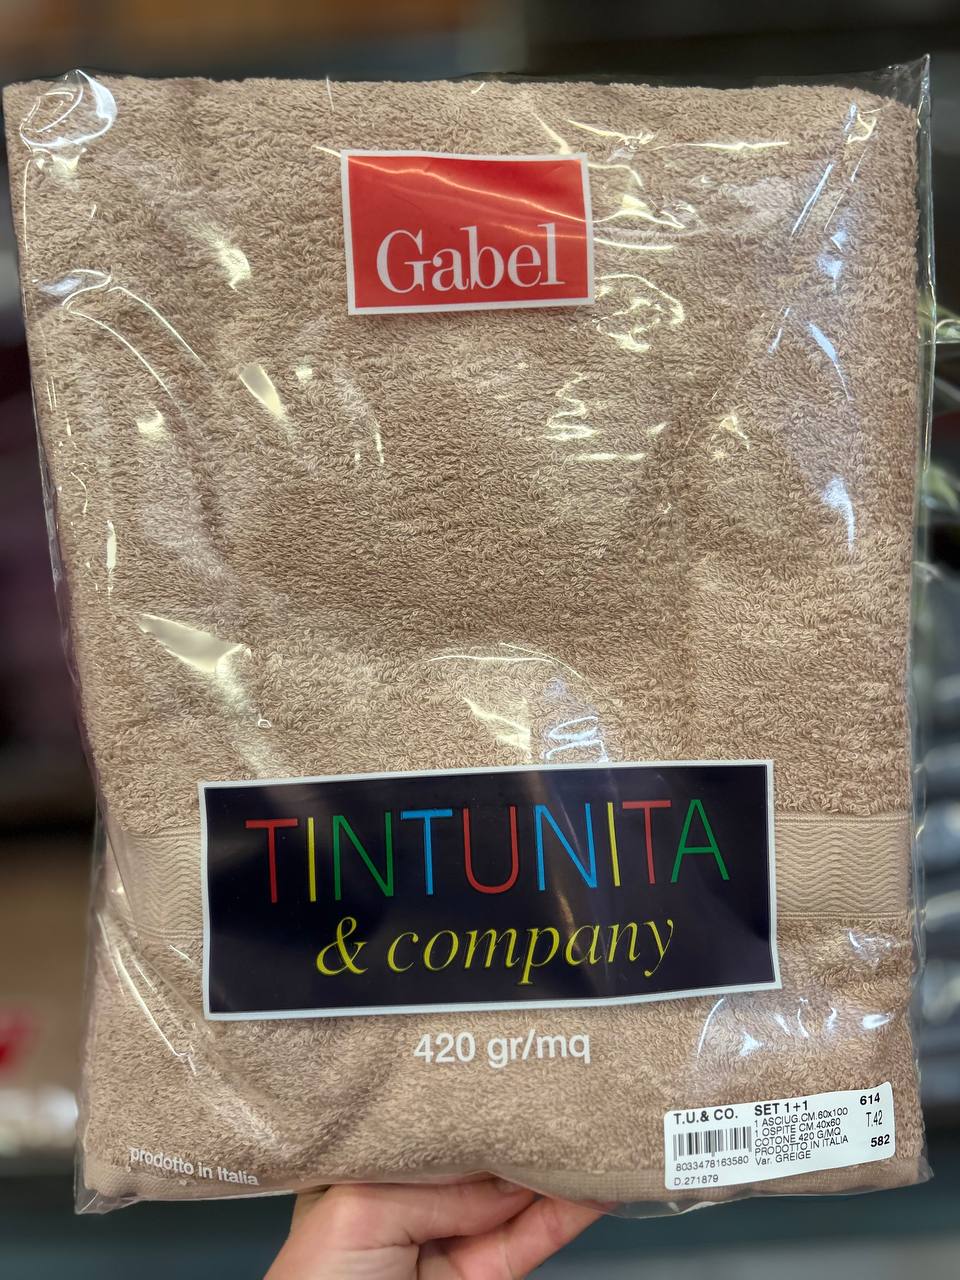 Gabel
TINTUNITA
& company
420 gr/mq
prodotto in Italia
T.U.& CO. SET 1+1 614
1 ASCIUG.CM.60x100
1 OSPITE CM.40x60 T.42
COTONE 420 G/MQ
PRODOTTO IN ITALIA 582
Var. GREIGE
8033478163580
D.271879